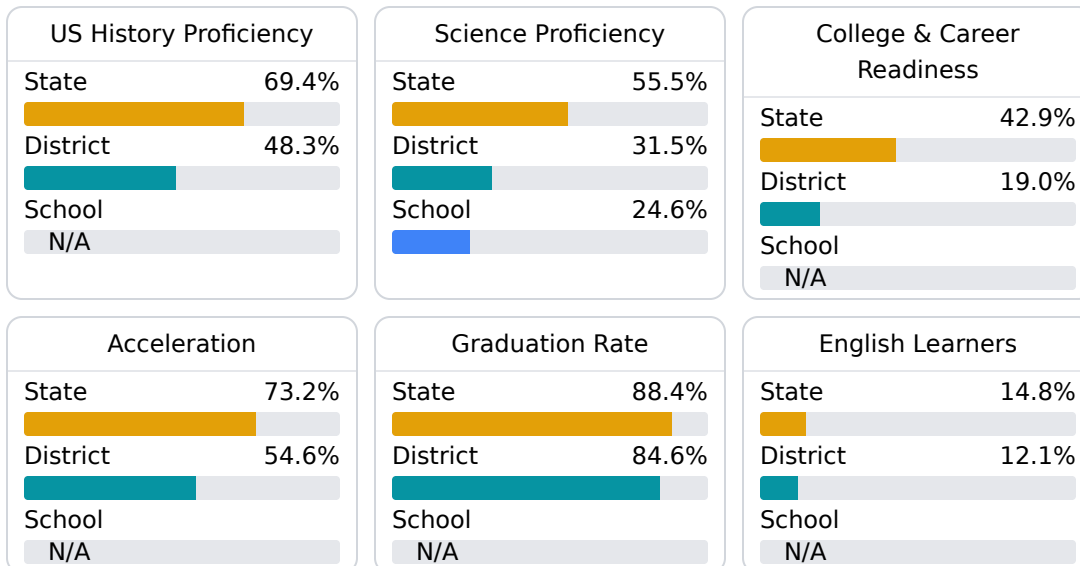 US History Proficiency
State 69.4%
District 48.3%
School
N/A
Science Proficiency
State 55.5%
District 31.5%
School 24.6%
College & Career
Readiness
State 42.9%
District 19.0%
School
N/A
Acceleration
State 73.2%
District 54.6%
School
N/A
Graduation Rate
State 88.4%
District 84.6%
School
N/A
English Learners
State 14.8%
District 12.1%
School
N/A